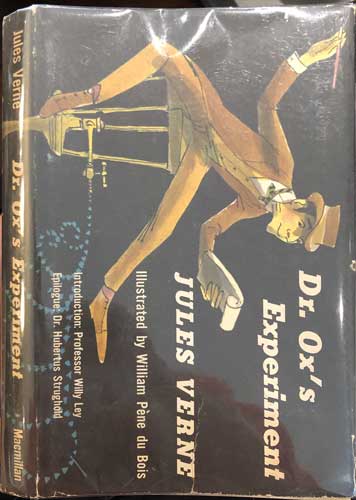 Jules Verne Dr. Ox's Experiment Macmillan
Dr. Ox's
Experiment
JULES VERNE
Illustrated by William Pène du Bois
Introduction: Professor Willy Ley
Epilogue: Dr. Hubertus Strughold